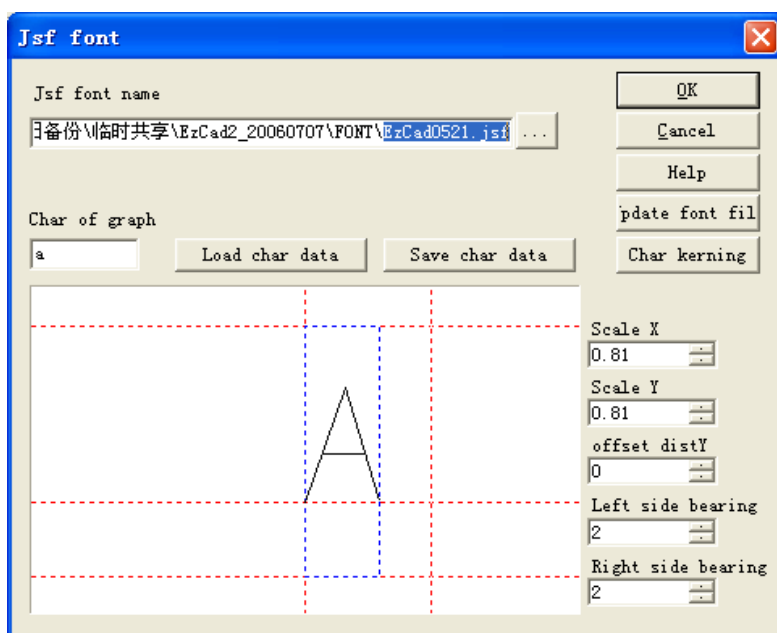 Jsf font
Jsf font name
OK
日备份\临时共享\EzCad2_20060707\FONT\EzCad0521.jsf
...
Cancel
Help
Char of graph
pdate font fil
a
Load char data
Save char data
Char kerning
Scale X
0.81
Scale Y
0.81
offset distY
0
Left side bearing
2
Right side bearing
2
A